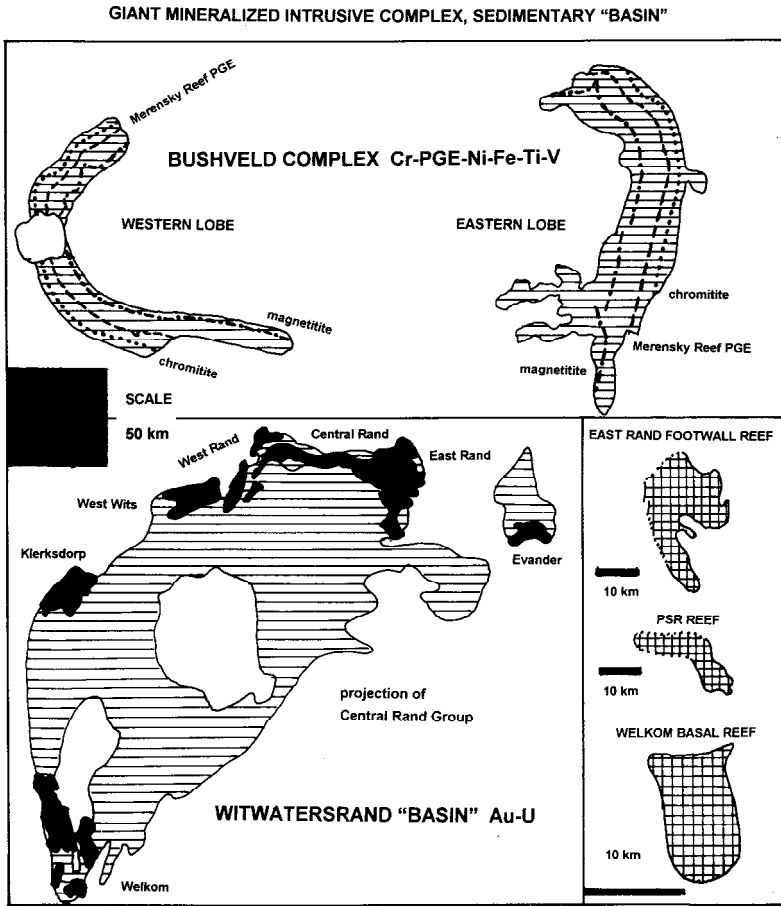 GIANT MINERALIZED INTRUSIVE COMPLEX, SEDIMENTARY “BASIN”
Merensky Reef PGE
BUSHVELD COMPLEX Cr-PGE-Ni-Fe-Ti-V
WESTERN LOBE
EASTERN LOBE
chromitite
magnetitite
Merensky Reef PGE
chromitite
magnetitite
SCALE
50 km
West Rand
Central Rand
East Rand
West Wits
Klerksdorp
Evander
projection of
Central Rand Group
WITWATERSRAND “BASIN” Au-U
Welkom
EAST RAND FOOTWALL REEF
10 km
PSR REEF
10 km
WELKOM BASAL REEF
10 km